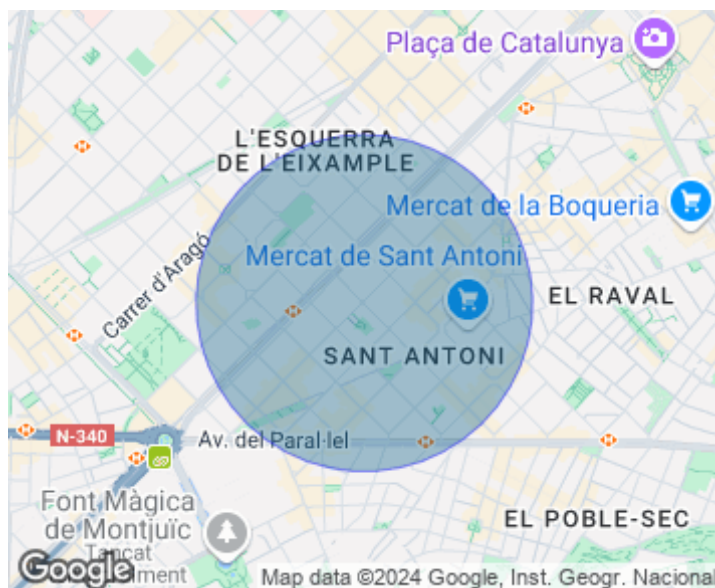 Plaça de Catalunya
L'ESQUERRA
DE L'EIXAMPLE
Mercat de la Boqueria
Carrer d'Aragó
Mercat de Sant Antoni
EL RAVAL
SANT ANTONI
N-340
Av. del Paral·lel
Font Màgica
de Montjuïc
EL POBLE-SEC
Tancat
iment
Google
Map data ©2024 Google, Inst. Geogr. Nacional